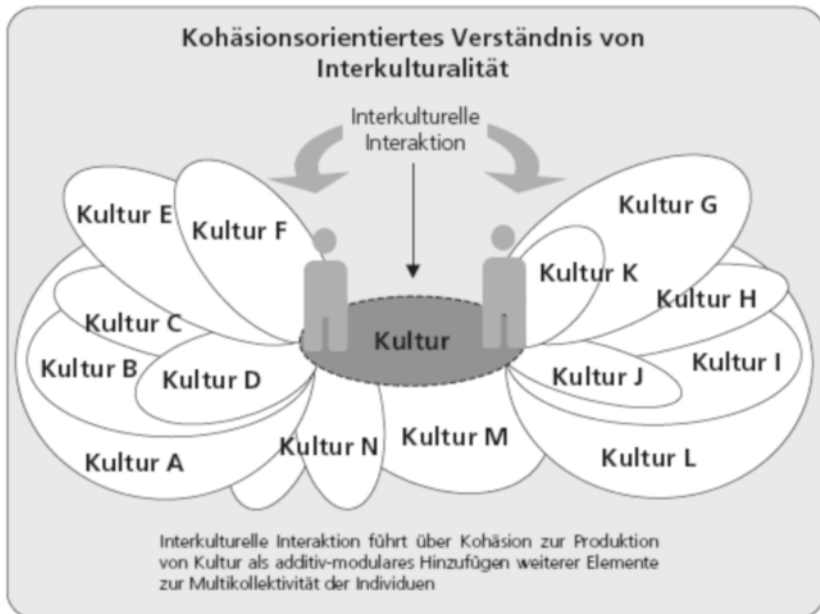 Kohäsionsorientiertes Verständnis von
Interkulturalität
Interkulturelle
Interaktion
Kultur E
Kultur F
Kultur G
Kultur K
Kultur C
Kultur H
Kultur
Kultur B
Kultur D
Kultur J
Kultur I
Kultur A
Kultur N
Kultur M
Kultur L
Interkulturelle Interaktion führt über Kohäsion zur Produktion
von Kultur als additiv-modulares Hinzufügen weiterer Elemente
zur Multikollektivität der Individuen